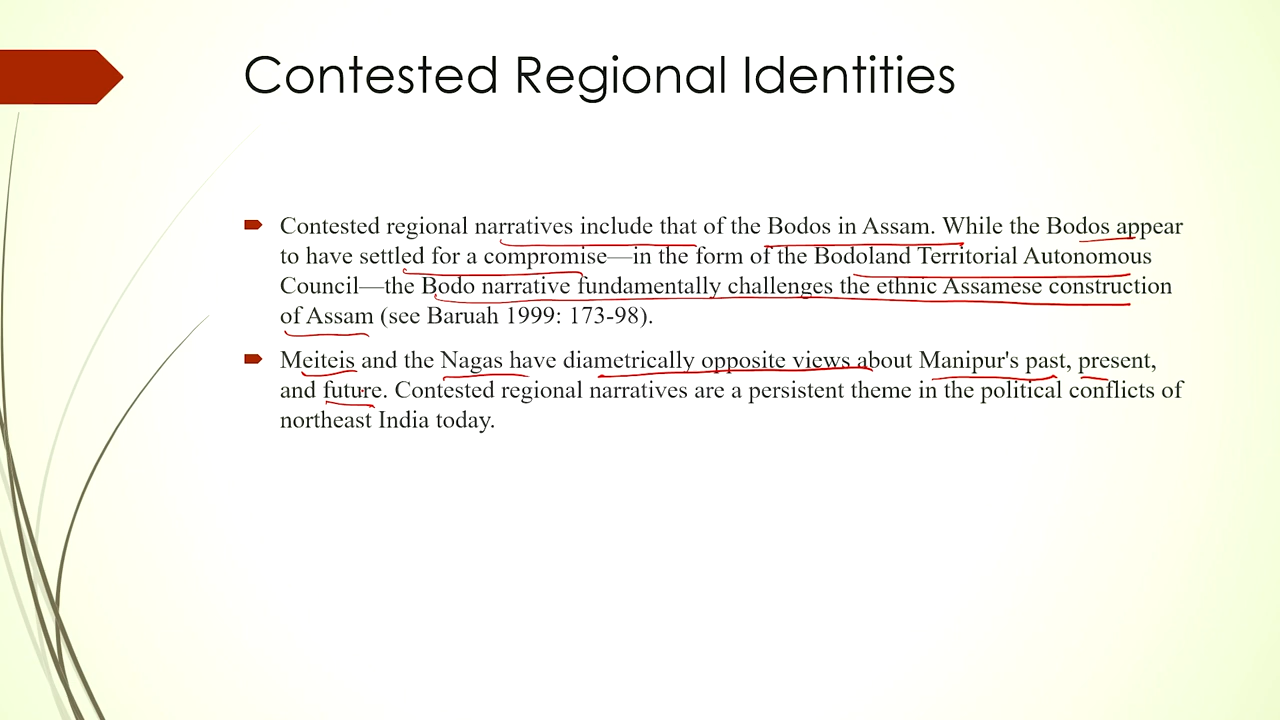 Contested Regional Identities
Contested regional narratives include that of the Bodos in Assam. While the Bodos appear
to have settled for a compromise—in the form of the Bodoland Territorial Autonomous
Council—the Bodo narrative fundamentally challenges the ethnic Assamese construction
of Assam (see Baruah 1999: 173-98).
Meiteis and the Nagas have diametrically opposite views about Manipur's past, present,
and future. Contested regional narratives are a persistent theme in the political conflicts of
northeast India today.